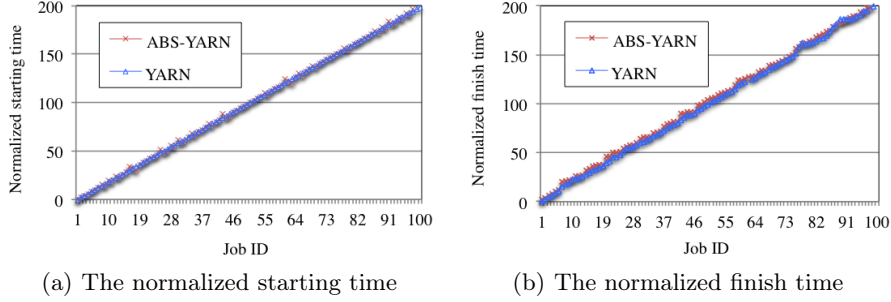 Normalized starting time
200
150
100
50
0
ABS-YARN
YARN
1 10 19 28 37 46 55 64 73 82 91 100
Job ID
(a) The normalized starting time
Normalized finish time
200
150
100
50
0
ABS-YARN
YARN
1 10 19 28 37 46 55 64 73 82 91 100
Job ID
(b) The normalized finish time